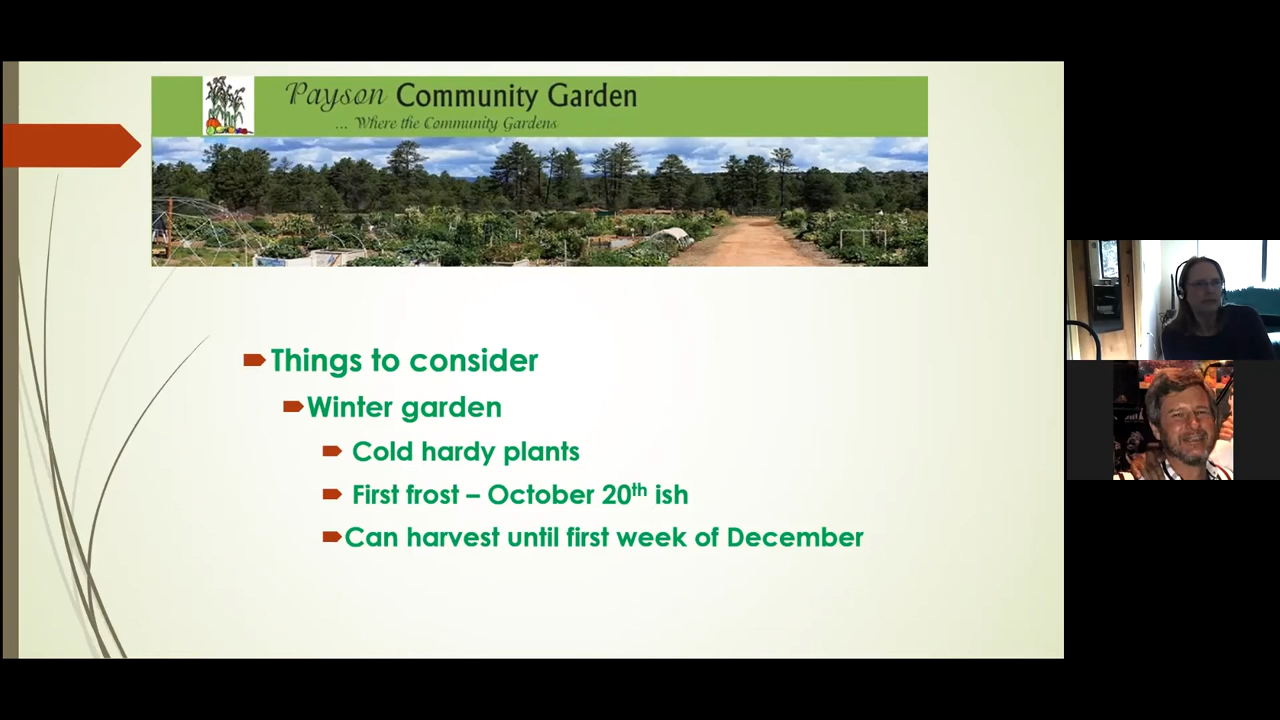 Payson Community Garden
... Where the Community Gardens
Things to consider
Winter garden
Cold hardy plants
First frost – October 20th ish
Can harvest until first week of December